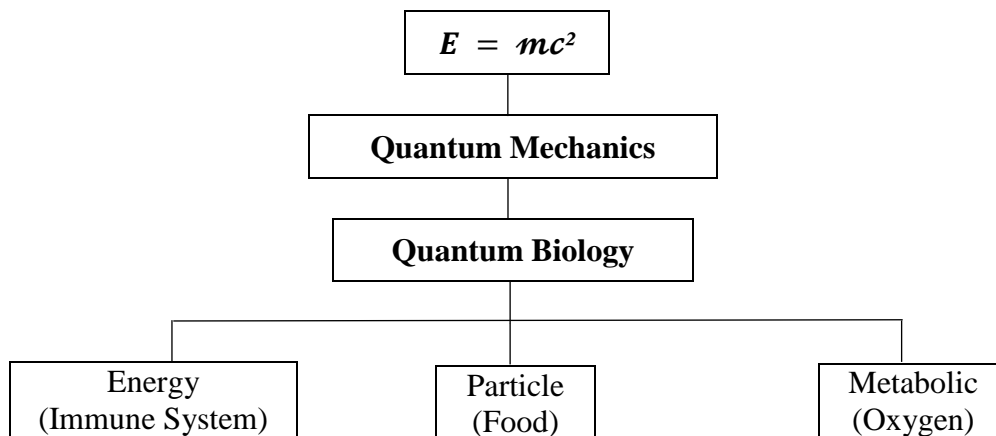 E = mc²
Quantum Mechanics
Quantum Biology
Energy
(Immune System)
Particle
(Food)
Metabolic
(Oxygen)